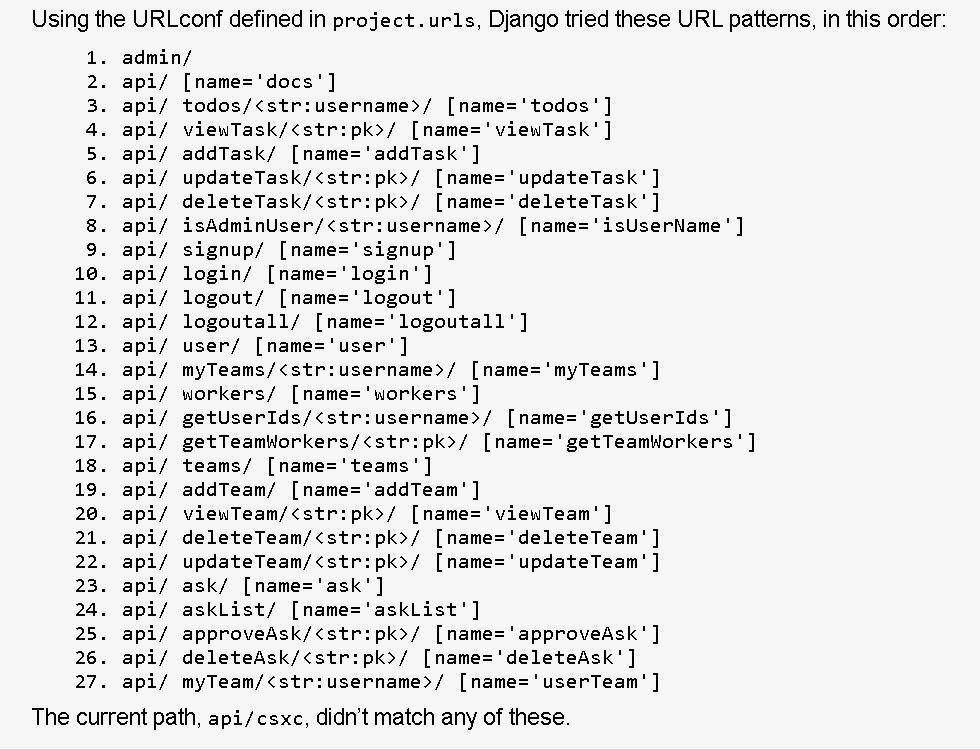 Using the URLconf defined in project.urls, Django tried these URL patterns, in this order:
1. admin/
2. api/ [name='docs']
3. api/ todos/<str:username>/ [name='todos']
4. api/ viewTask/<str:pk>/ [name='viewTask']
5. api/ addTask/ [name='addTask']
6. api/ updateTask/<str:pk>/ [name='updateTask']
7. api/ deleteTask/<str:pk>/ [name='deleteTask']
8. api/ isAdminUser/<str:username>/ [name='isUserName']
9. api/ signup/ [name='signup']
10. api/ login/ [name='login']
11. api/ logout/ [name='logout']
12. api/ logoutall/ [name='logoutall']
13. api/ user/ [name='user']
14. api/ myTeams/<str:username>/ [name='myTeams']
15. api/ workers/ [name='workers']
16. api/ getUserIds/<str:username>/ [name='getUserIds']
17. api/ getTeamWorkers/<str:pk>/ [name='getTeamWorkers']
18. api/ teams/ [name='teams']
19. api/ addTeam/ [name='addTeam']
20. api/ viewTeam/<str:pk>/ [name='viewTeam']
21. api/ deleteTeam/<str:pk>/ [name='deleteTeam']
22. api/ updateTeam/<str:pk>/ [name='updateTeam']
23. api/ ask/ [name='ask']
24. api/ askList/ [name='askList']
25. api/ approveAsk/<str:pk>/ [name='approveAsk']
26. api/ deleteAsk/<str:pk>/ [name='deleteAsk']
27. api/ myTeam/<str:username>/ [name='userTeam']
The current path, api/csxc, didn’t match any of these.